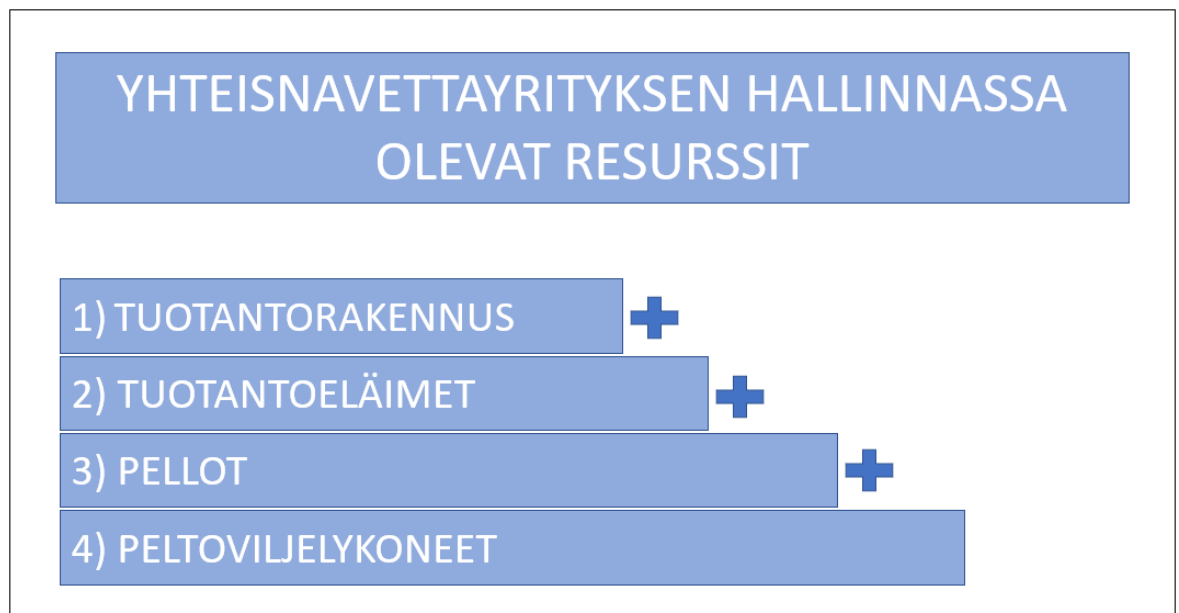 YHTEISNAVETTAYRITYKSEN HALLINNASSA
OLEVAT RESURSSIT
1) TUOTANTORAKENNUS
2) TUOTANTOELÄIMET
3) PELLOT
4) PELTOVILJELYKONEET